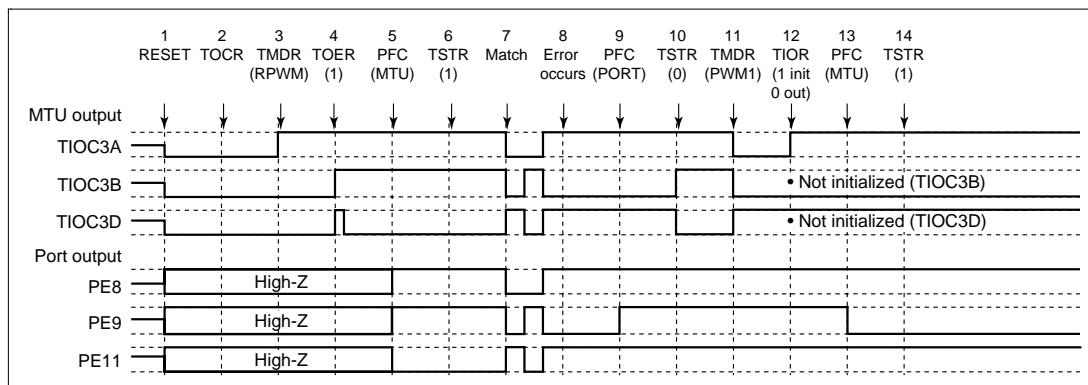 1 2 3 4 5 6 7 8 9 10 11 12 13 14
RESET TOCR TMDR TOER PFC TSTR Match Error PFC TSTR TMDR TIOR PFC TSTR
(RPWM) (1) (MTU) (1) occurs (PORT) (0) (PWM1) (1 init (MTU) (1)
0 out)
MTU output
TIOC3A
TIOC3B • Not initialized (TIOC3B)
TIOC3D • Not initialized (TIOC3D)
Port output
PE8 High-Z
PE9 High-Z
PE11 High-Z